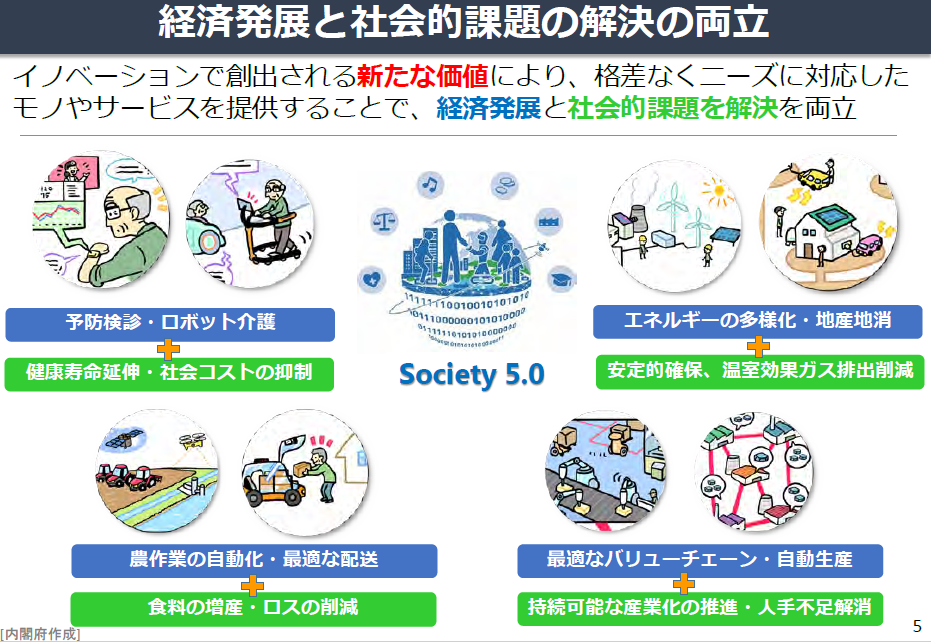 経済発展と社会的課題の解決の両立
イノベーションで創出される新たな価値により、格差なくニーズに対応した
モノやサービスを提供することで、経済発展と社会的課題を解決を両立
予防検診・ロボット介護
+
健康寿命延伸・社会コストの抑制
Society 5.0
エネルギーの多様化・地産地消
+
安定的確保、温室効果ガス排出削減
農作業の自動化・最適な配送
+
食料の増産・ロスの削減
最適なバリューチェーン・自動生産
+
持続可能な産業化の推進・人手不足解消
[内閣府作成]
5